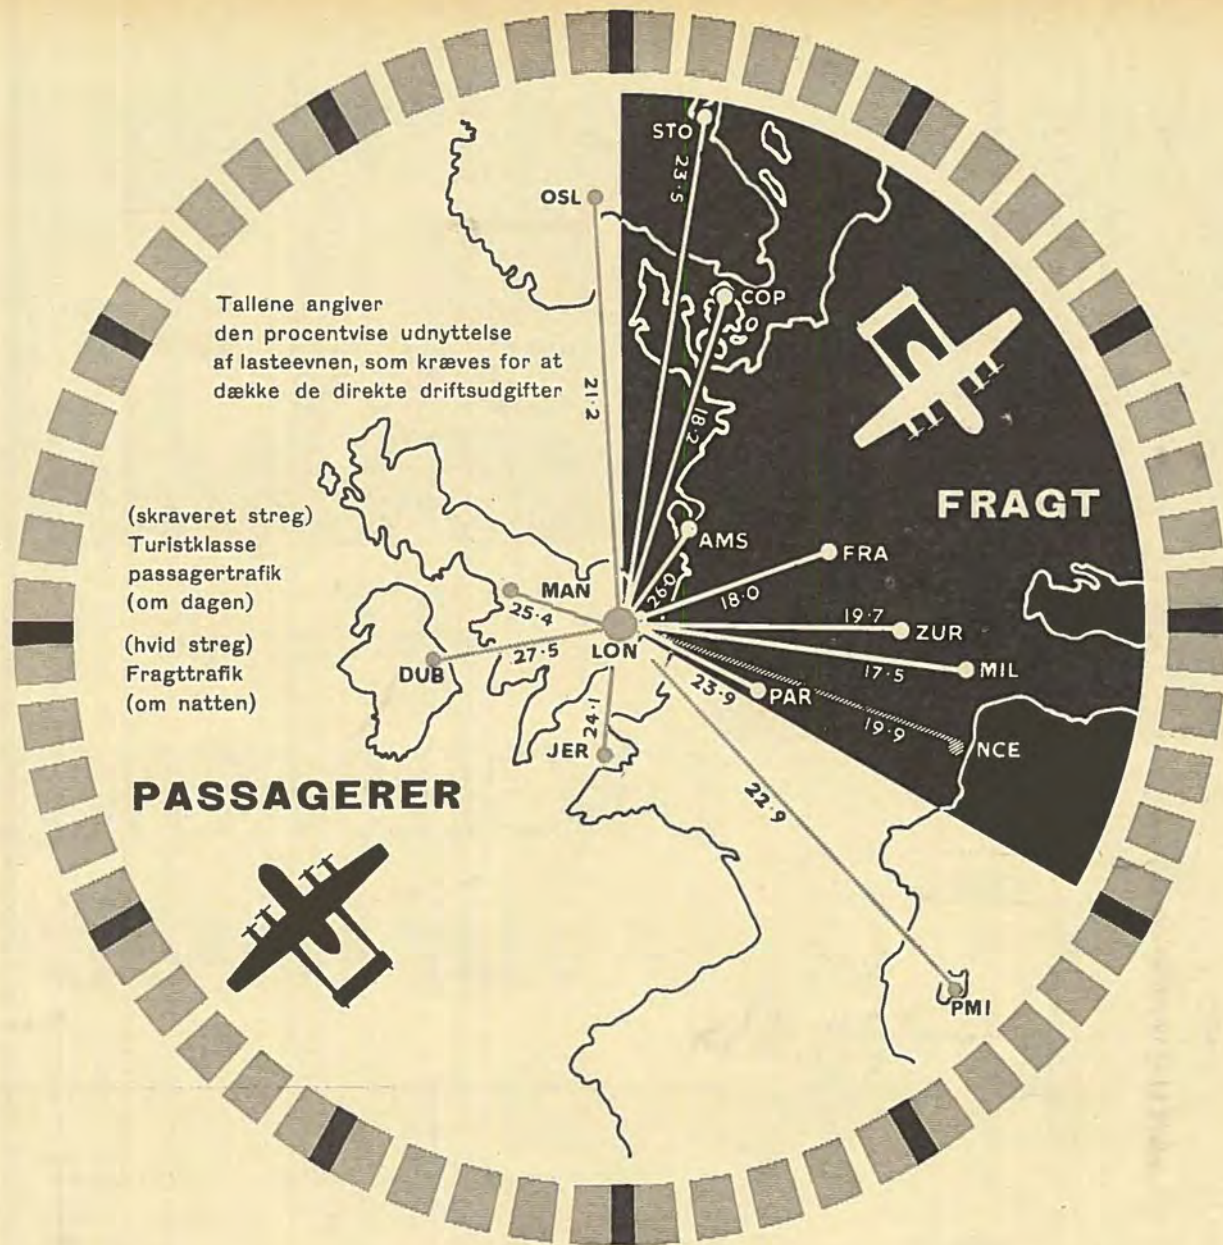 STO
23·5
OSL
COP
Tallene angiver
den procentvise udnyttelse
af lasteevnen, som kræves for at
dække de direkte driftsudgifter
21·2
18·2
FRAGT
(skraveret streg)
Turistklasse
passagertrafik
(om dagen)
AMS
FRA
MAN
26·0
18·0
25·4
19·7
ZUR
(hvid streg)
Fragttrafik
(om natten)
27·5
LON
DUB
17·5
MIL
23·9
PAR
24·1
19·9
JER
NCE
PASSAGERER
22·9
PMI